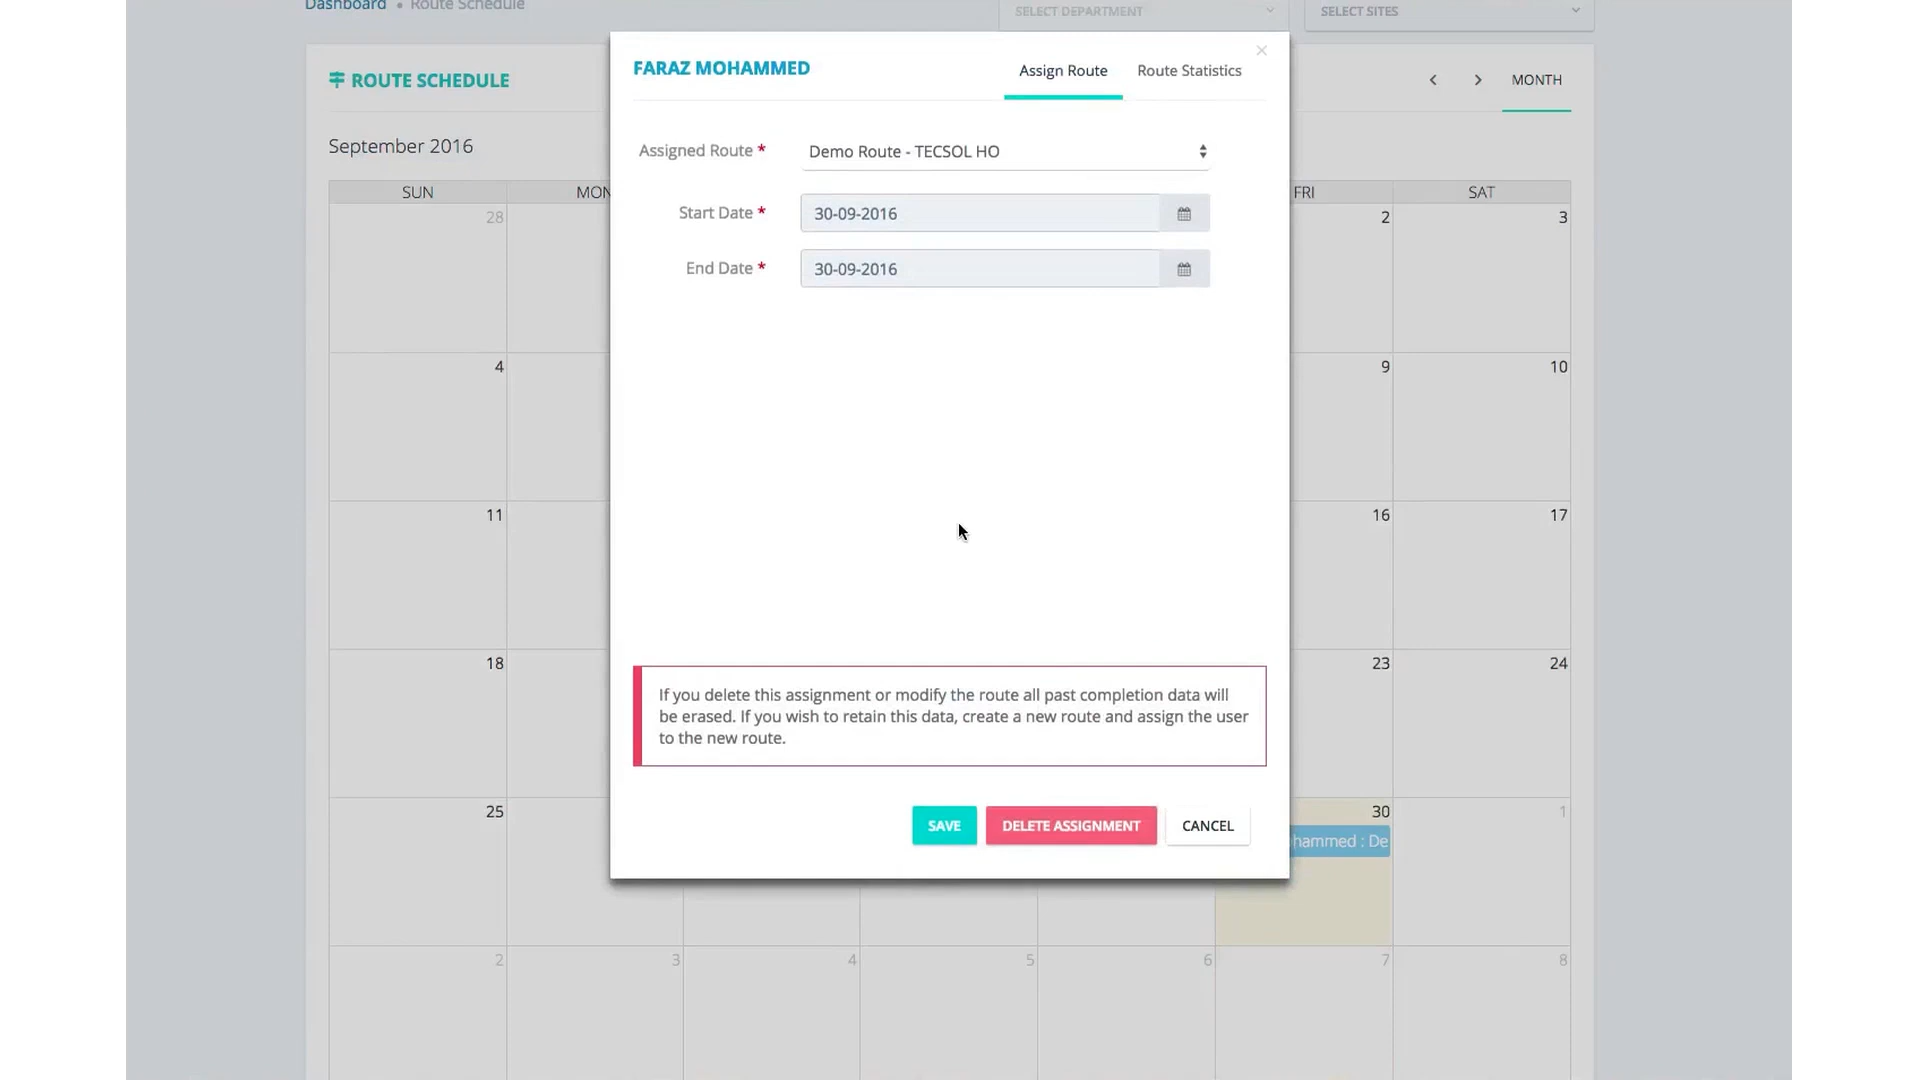 Dashboard • Route Schedule
SELECT DEPARTMENT
SELECT SITES
ROUTE SCHEDULE
MONTH
September 2016
FARAZ MOHAMMED
Assign Route
Route Statistics
Assigned Route *
Demo Route - TECSOL HO
Start Date *
30-09-2016
End Date *
30-09-2016
If you delete this assignment or modify the route all past completion data will
be erased. If you wish to retain this data, create a new route and assign the user
to the new route.
SAVE
DELETE ASSIGNMENT
CANCEL
SUN MON FRI SAT
28 2 3
4 9 10
11 16 17
18 23 24
25 30 1
hammed : De
2 3 4 5 6 7 8